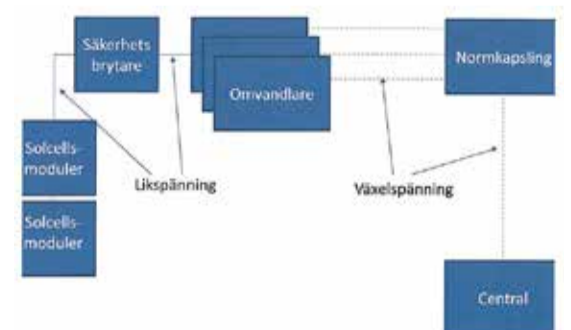 Säkerhets
brytare
Normkapsling
Omvandlare
Solcells-
moduler
Likspänning
Växelspänning
Solcells-
moduler
Central